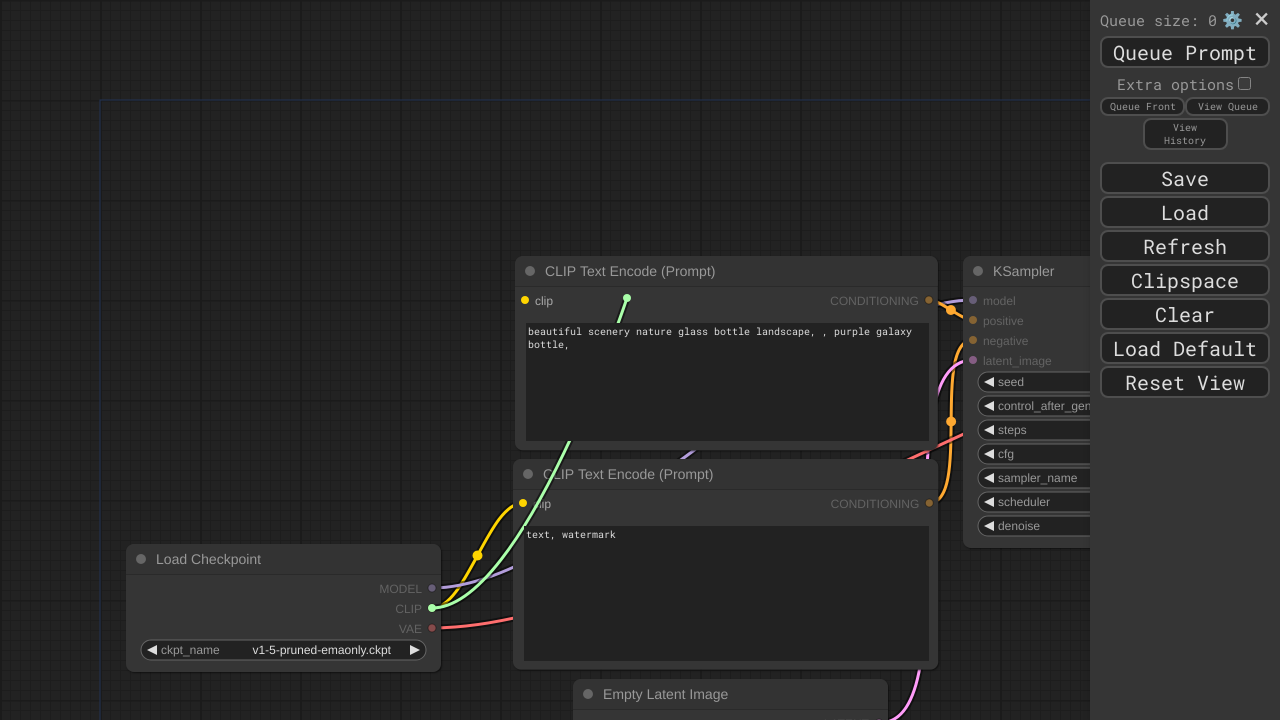 Queue size: 0
Queue Prompt
Extra options
Queue Front
View Queue
View
History
Save
Load
Refresh
Clipspace
Clear
Load Default
Reset View
CLIP Text Encode (Prompt)
clip
CONDITIONING
beautiful scenery nature glass bottle landscape, , purple galaxy
bottle,
KSampler
model
positive
negative
latent_image
seed
control_after_gen
steps
cfg
sampler_name
scheduler
denoise
CLIP Text Encode (Prompt)
clip
CONDITIONING
text, watermark
Load Checkpoint
MODEL
CLIP
VAE
ckpt_name v1-5-pruned-emaonly.ckpt
Empty Latent Image